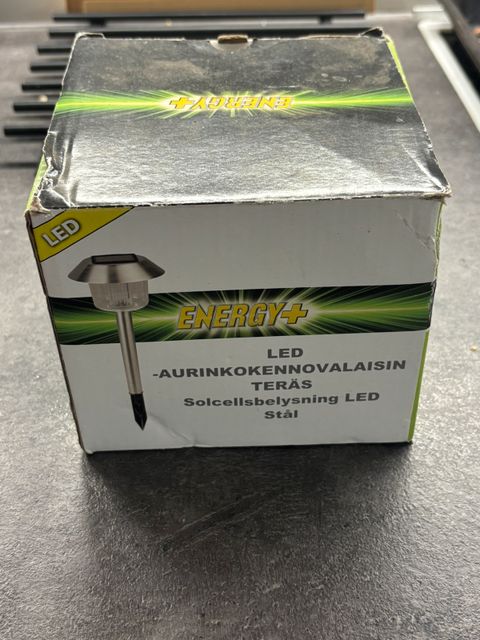 ENERGY+
LED
ENERGY+
LED
-AURINKOKENNOVALAISIN
TERÄS
Solcellsbelysning LED
Stål